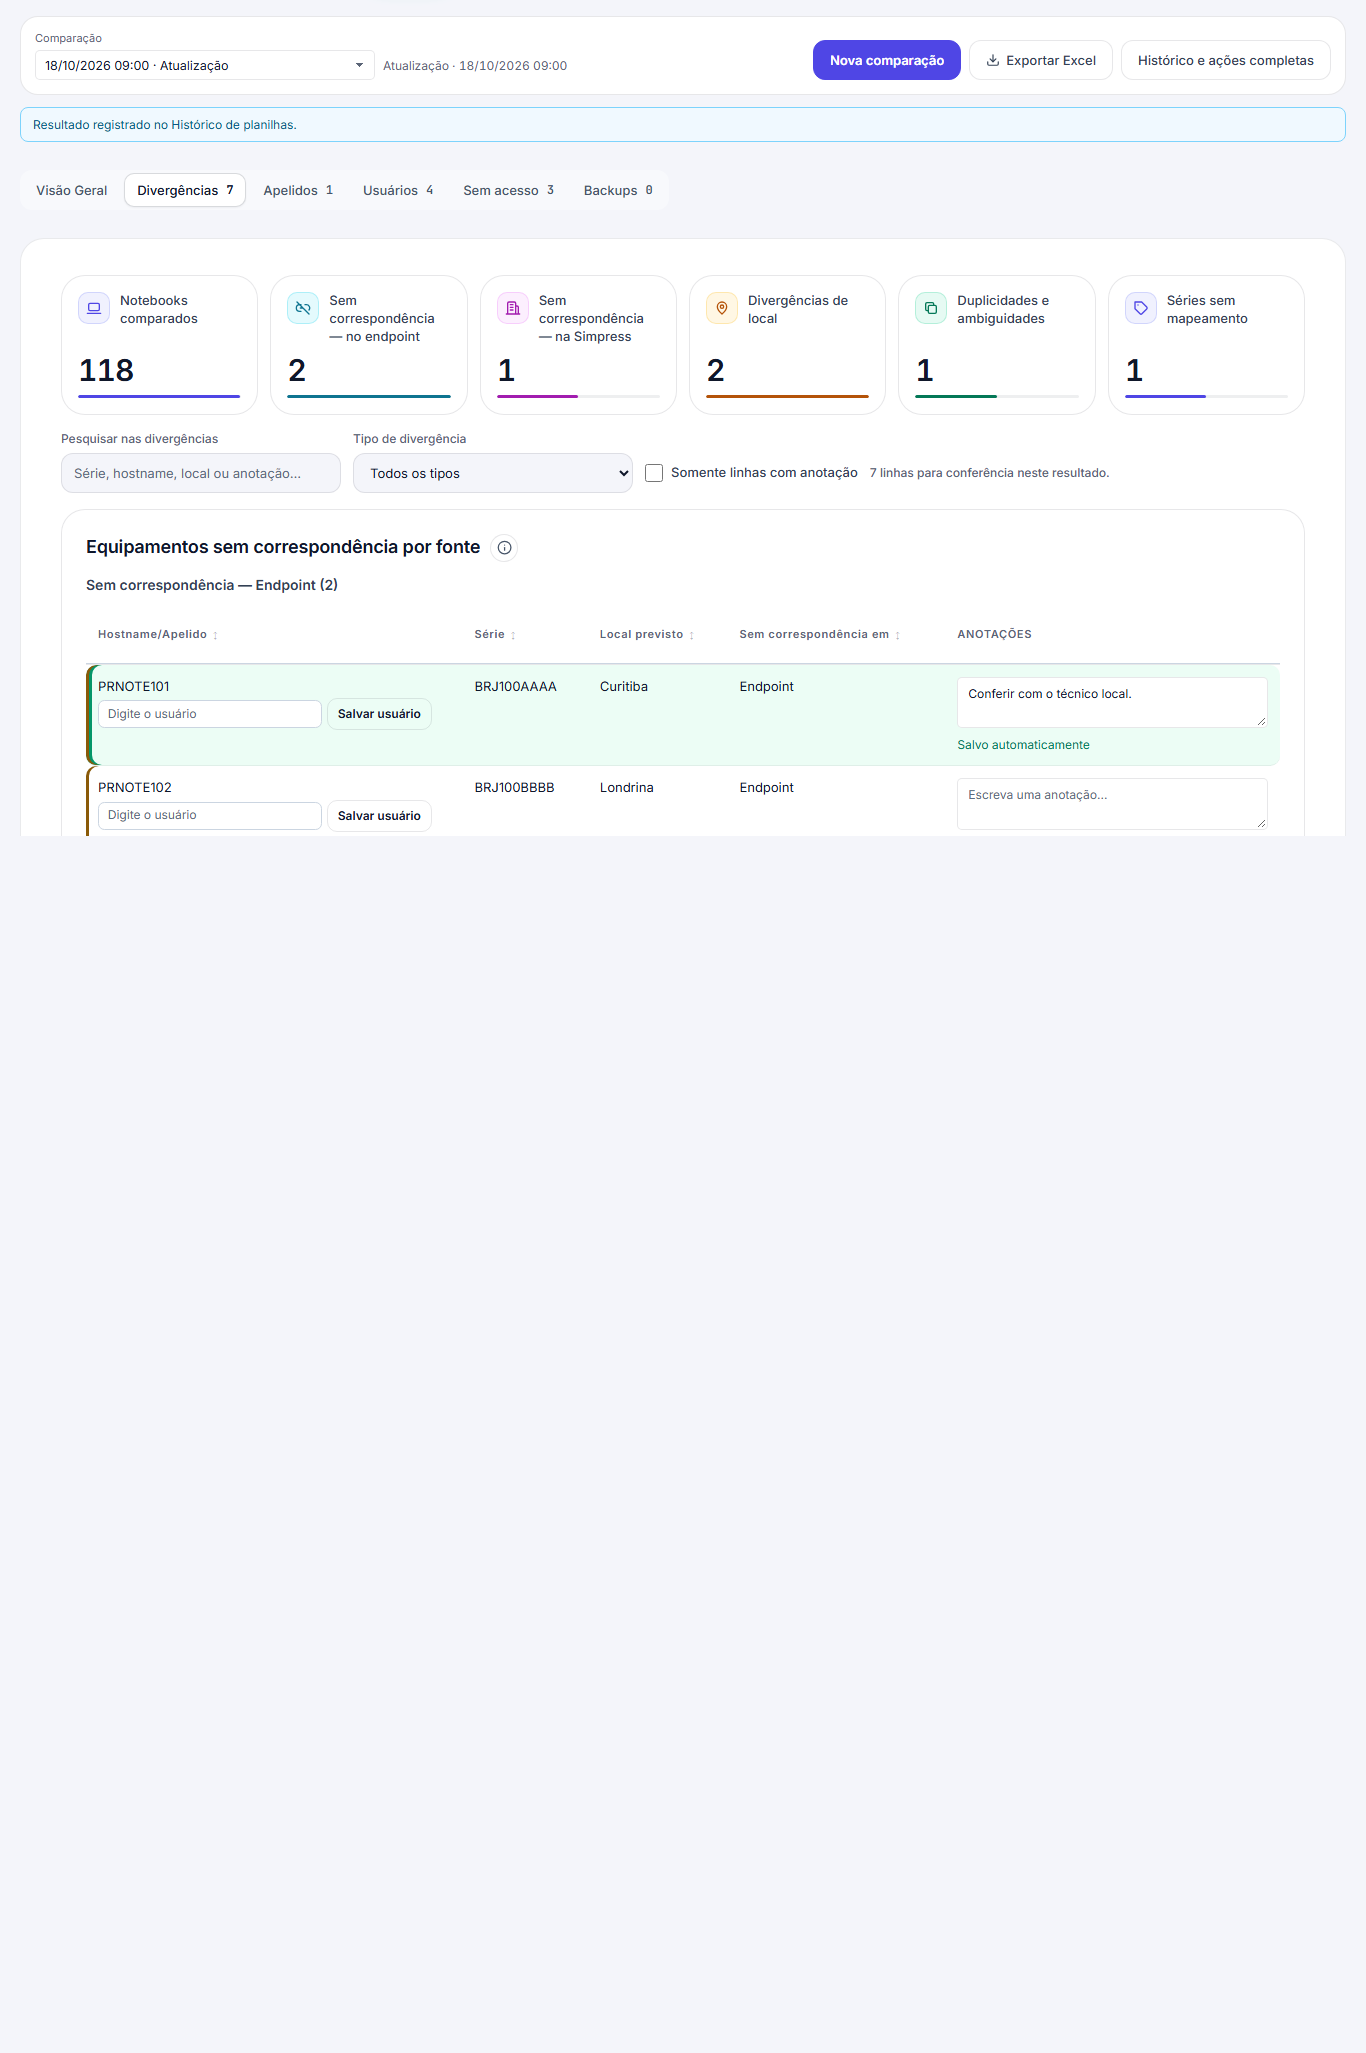 Comparação
18/10/2026 09:00 · Atualização
Atualização · 18/10/2026 09:00
Nova comparação
Exportar Excel
Histórico e ações completas
Resultado registrado no Histórico de planilhas.
Visão Geral
Divergências 7
Apelidos 1
Usuários 4
Sem acesso 3
Backups 0
Notebooks
comparados
118
Sem
correspondência
— no endpoint
2
Sem
correspondência
— na Simpress
1
Divergências de
local
2
Duplicidades e
ambiguidades
1
Séries sem
mapeamento
1
Pesquisar nas divergências
Série, hostname, local ou anotação...
Tipo de divergência
Todos os tipos
Somente linhas com anotação
7 linhas para conferência neste resultado.
Equipamentos sem correspondência por fonte
Sem correspondência — Endpoint (2)
Hostname/Apelido
Série
Local previsto
Sem correspondência em
ANOTAÇÕES
PRNOTE101
Digite o usuário
Salvar usuário
BRJ100AAAA
Curitiba
Endpoint
Conferir com o técnico local.
Salvo automaticamente
PRNOTE102
Digite o usuário
Salvar usuário
BRJ100BBBB
Londrina
Endpoint
Escreva uma anotação...